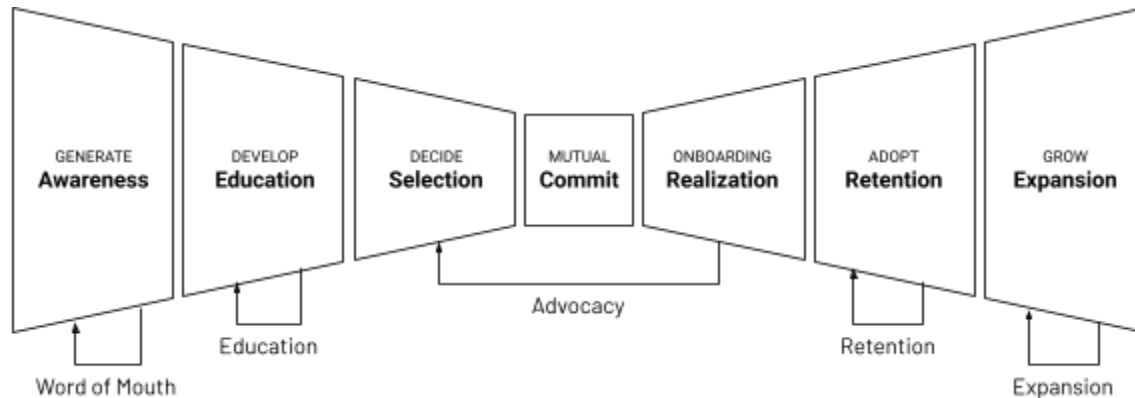 GENERATE
Awareness
DEVELOP
Education
DECIDE
Selection
MUTUAL
Commit
ONBOARDING
Realization
ADOPT
Retention
GROW
Expansion
Advocacy
Education
Retention
Word of Mouth
Expansion